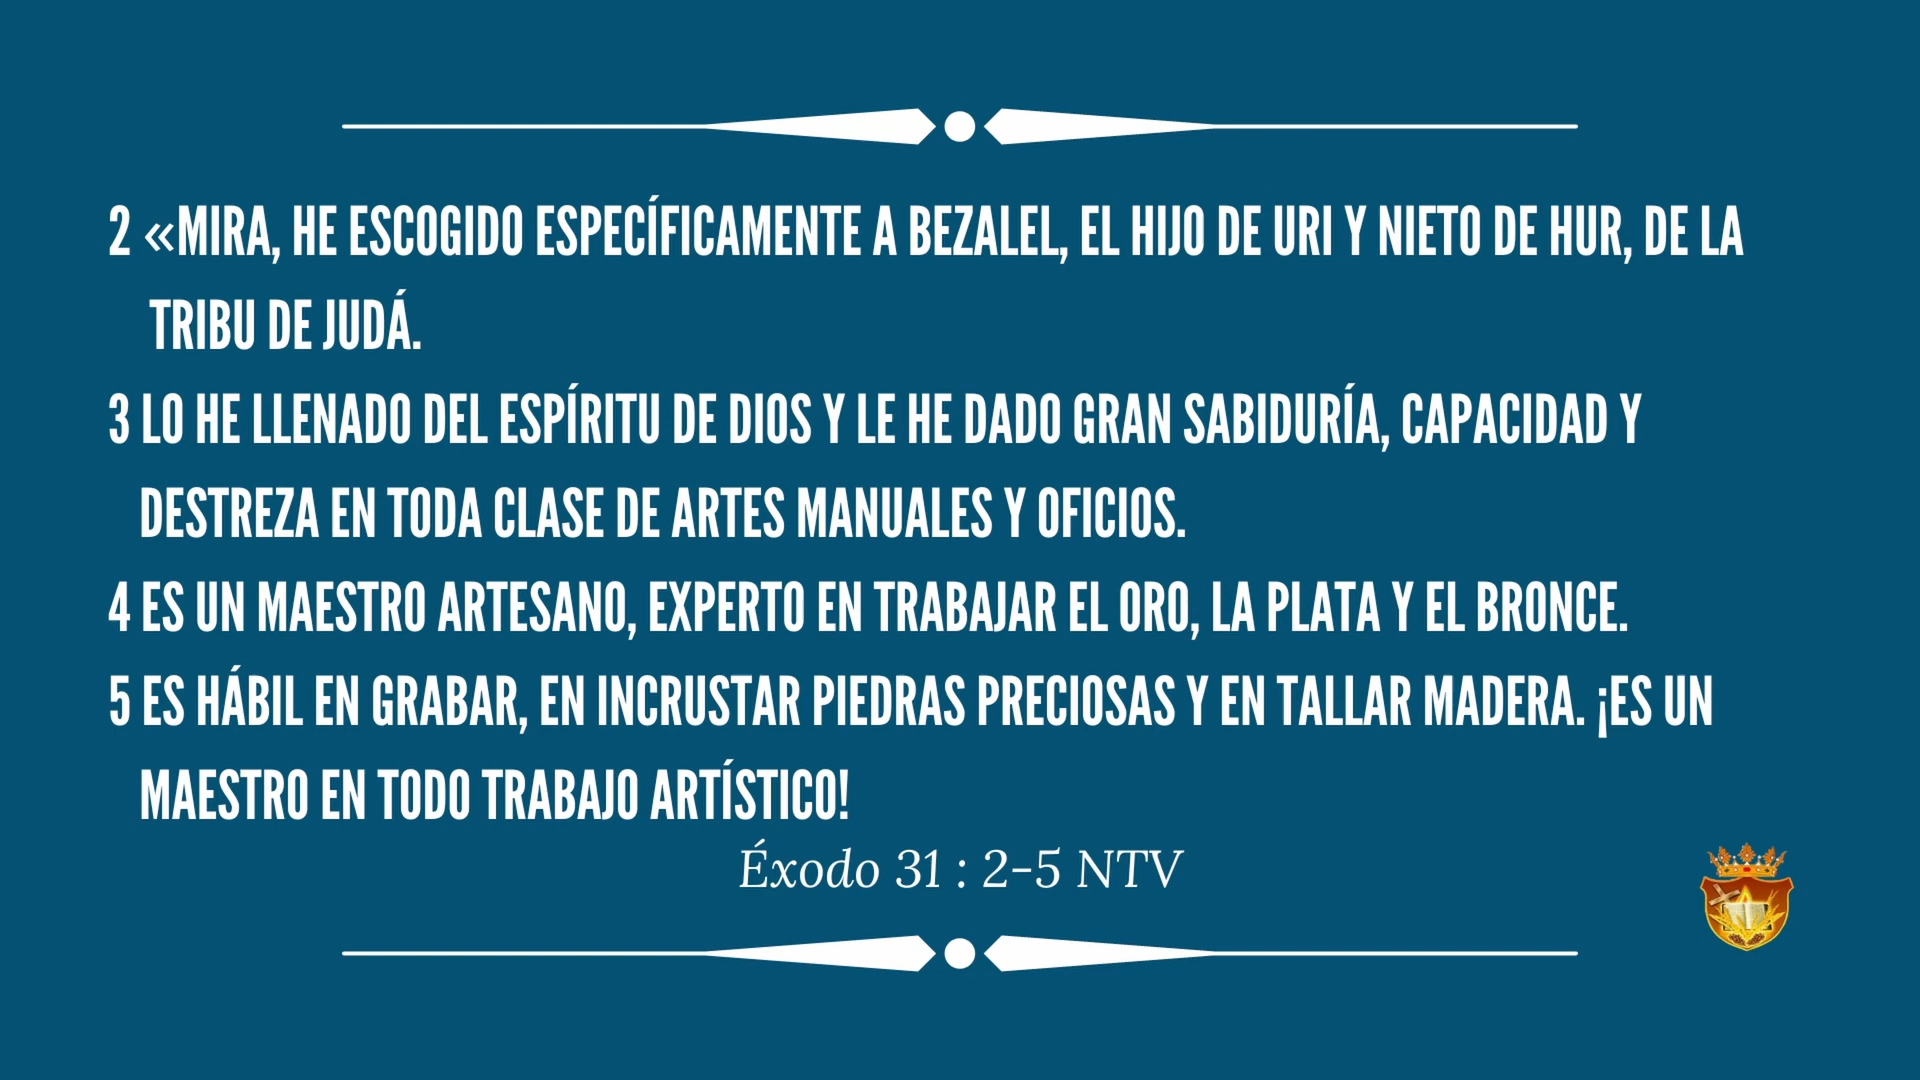 2 «MIRA, HE ESCOGIDO ESPECÍFICAMENTE A BEZALEL, EL HIJO DE URI Y NIETO DE HUR, DE LA
TRIBU DE JUDÁ.
3 LO HE LLENADO DEL ESPÍRITU DE DIOS Y LE HE DADO GRAN SABIDURÍA, CAPACIDAD Y
DESTREZA EN TODA CLASE DE ARTES MANUALES Y OFICIOS.
4 ES UN MAESTRO ARTESANO, EXPERTO EN TRABAJAR EL ORO, LA PLATA Y EL BRONCE.
5 ES HÁBIL EN GRABAR, EN INCRUSTAR PIEDRAS PRECIOSAS Y EN TALLAR MADERA. ¡ES UN
MAESTRO EN TODO TRABAJO ARTÍSTICO!
Éxodo 31 : 2-5 NTV